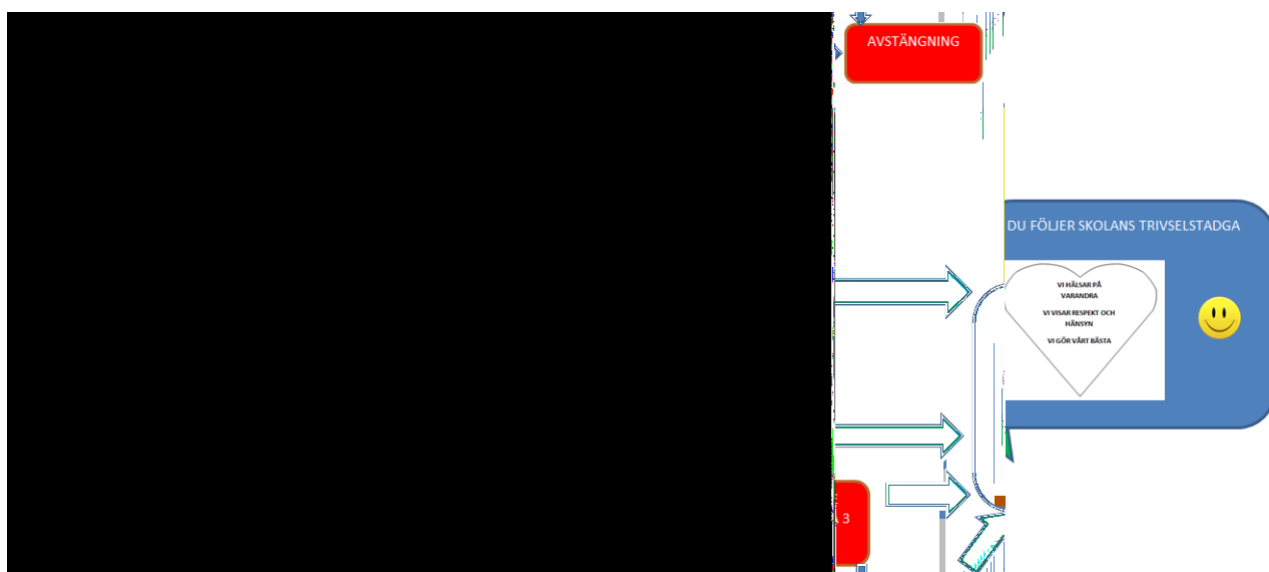 AVSTÄNGNING
DU FÖLJER SKOLANS TRIVSELSTADGA
VI HÄLSAR PÅ
VARANDRA
VI VISAR RESPEKT OCH
HÄNSYN
VI GÖR VÅRT BÄSTA
3